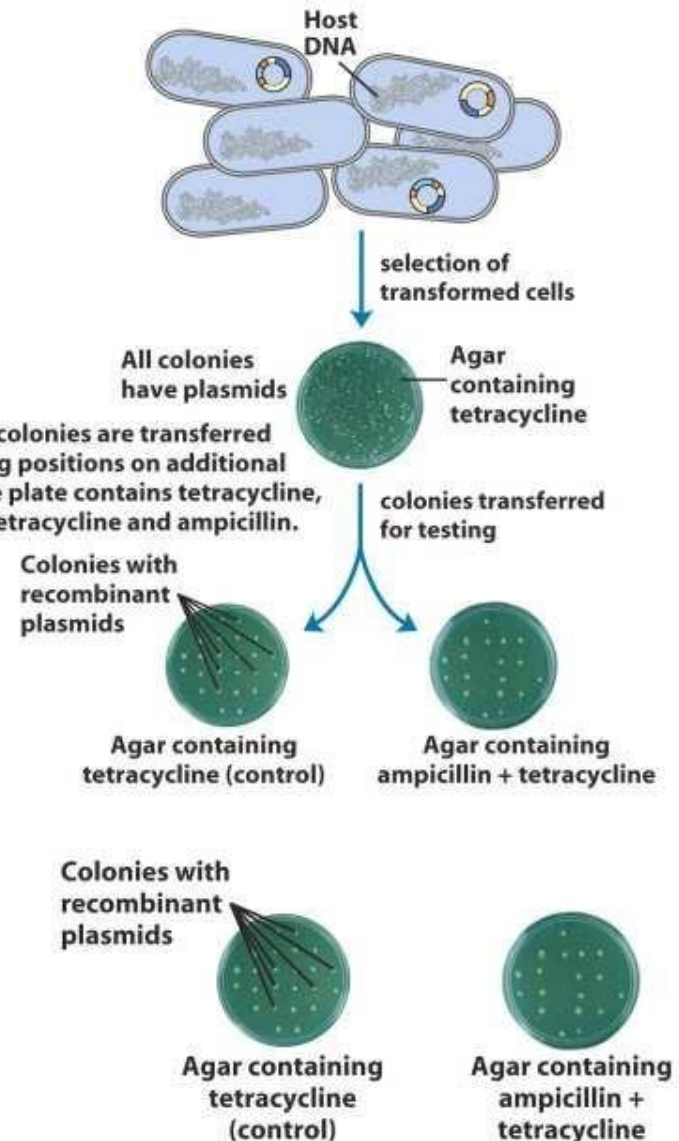 Host
DNA
selection of
transformed cells
All colonies
have plasmids
Agar
containing
tetracycline
colonies are transferred
g positions on additional
plate contains tetracycline,
etracycline and ampicillin.
colonies transferred
for testing
Colonies with
recombinant
plasmids
Agar containing
tetracycline (control)
Agar containing
ampicillin + tetracycline
Colonies with
recombinant
plasmids
Agar containing
tetracycline
(control)
Agar containing
ampicillin +
tetracycline